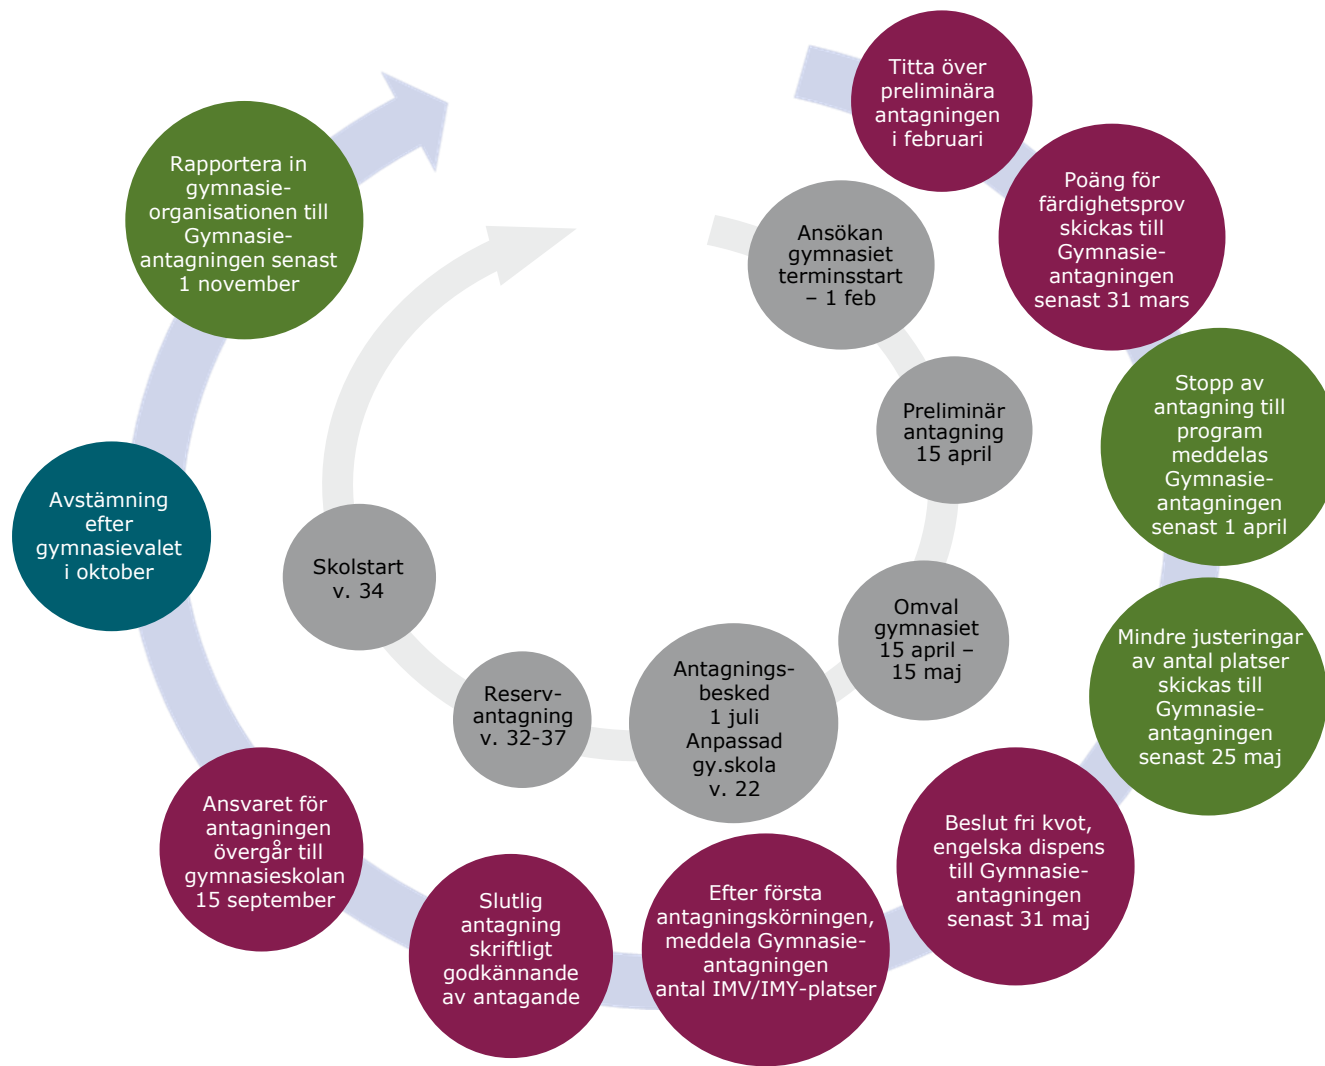 Titta över
preliminära
antagningen
i februari
Poäng för
färdighetsprov
skickas till
Gymnasie-
antagningen
senast 31 mars
Stopp av
antagning till
program
meddelas
Gymnasie-
antagningen
senast 1 april
Mindre justeringar
av antal platser
skickas till
Gymnasie-
antagningen
senast 25 maj
Beslut fri kvot,
engelska dispens
till Gymnasie-
antagningen
senast 31 maj
Efter första
antagningskörningen,
meddela Gymnasie-
antagningen
antal IMV/IMY-platser
Slutlig
antagning
skriftligt
godkännande
av antagande
Ansvaret för
antagningen
övergår till
gymnasieskolan
15 september
Avstämning
efter
gymnasievalet
i oktober
Rapportera in
gymnasie-
organisationen till
Gymnasie-
antagningen senast
1 november
Ansökan
gymnasiet
terminsstart
– 1 feb
Preliminär
antagning
15 april
Omval
gymnasiet
15 april –
15 maj
Antagnings-
besked
1 juli
Anpassad
gy.skola
v. 22
Reserv-
antagning
v. 32-37
Skolstart
v. 34